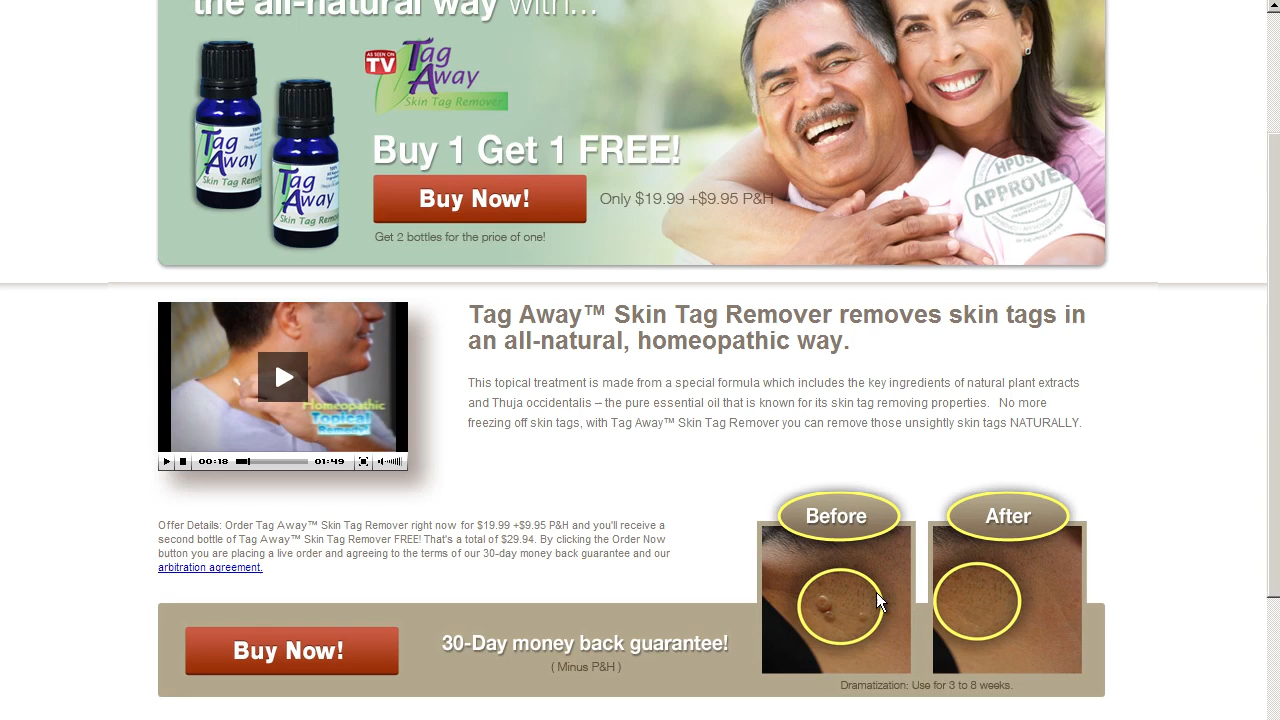 the all-natural way with...
AS SEEN ON
TV
Tag
Away
Skin Tag Remover
Tag
Away
Skin Tag Remo
Tag
Away
Skin Tag Remo
Buy 1 Get 1 FREE!
Buy Now!
Only $19.99 +$9.95 P&H
Get 2 bottles for the price of one!
HPUS
APPROVED
Tag Away™ Skin Tag Remover removes skin tags in
an all-natural, homeopathic way.
This topical treatment is made from a special formula which includes the key ingredients of natural plant extracts
and Thuja occidentalis – the pure essential oil that is known for its skin tag removing properties. No more
freezing off skin tags, with Tag Away™ Skin Tag Remover you can remove those unsightly skin tags NATURALLY.
Homeopathic
Topical
Remedy!
00:18
01:49
Offer Details: Order Tag Away™ Skin Tag Remover right now for $19.99 +$9.95 P&H and you'll receive a
second bottle of Tag Away™ Skin Tag Remover FREE! That's a total of $29.94. By clicking the Order Now
button you are placing a live order and agreeing to the terms of our 30-day money back guarantee and our
arbitration agreement.
Before
After
Buy Now!
30-Day money back guarantee!
( Minus P&H )
Dramatization: Use for 3 to 8 weeks.